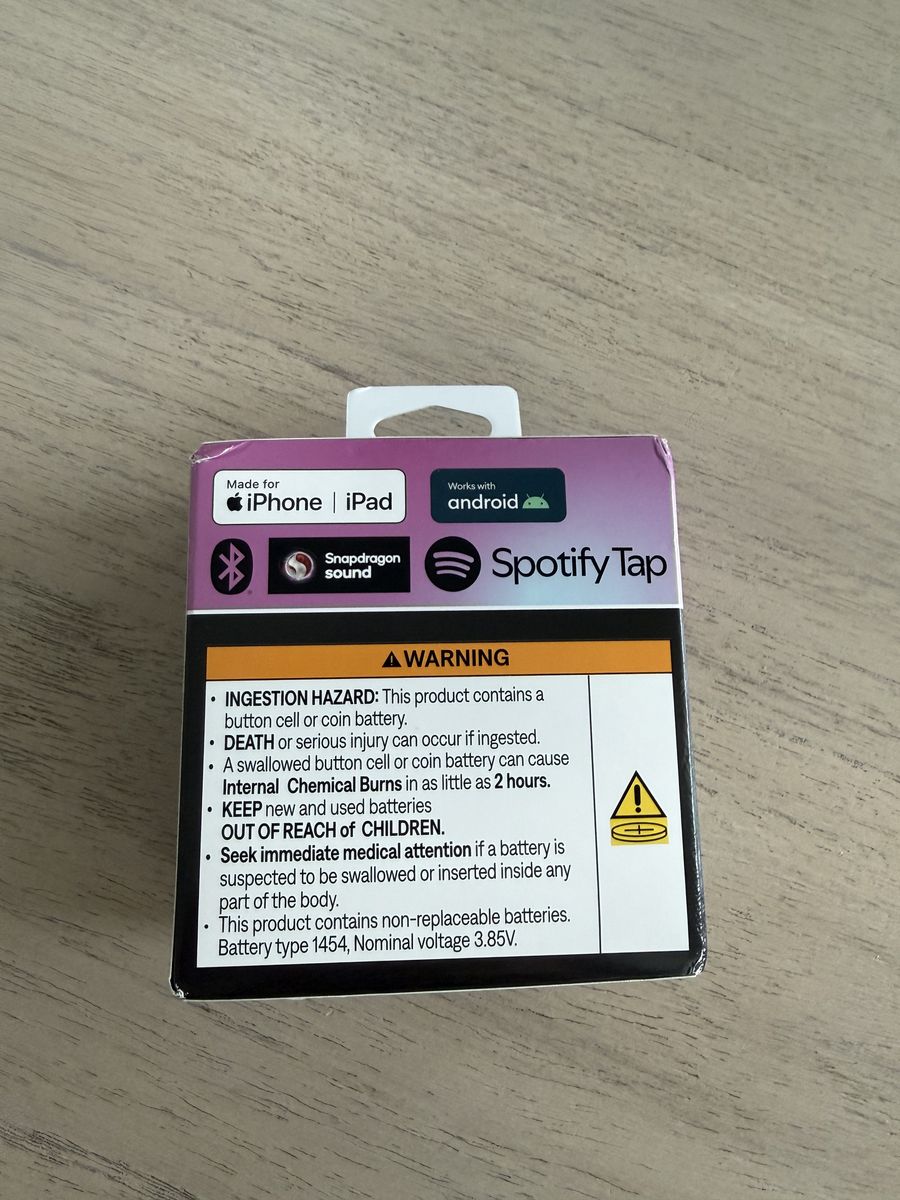 Made for
iPhone | iPad
Works with
android
Snapdragon
sound
Spotify Tap
WARNING
• INGESTION HAZARD: This product contains a
button cell or coin battery.
• DEATH or serious injury can occur if ingested.
• A swallowed button cell or coin battery can cause
Internal Chemical Burns in as little as 2 hours.
• KEEP new and used batteries
OUT OF REACH of CHILDREN.
• Seek immediate medical attention if a battery is
suspected to be swallowed or inserted inside any
part of the body.
• This product contains non-replaceable batteries.
Battery type 1454, Nominal voltage 3.85V.